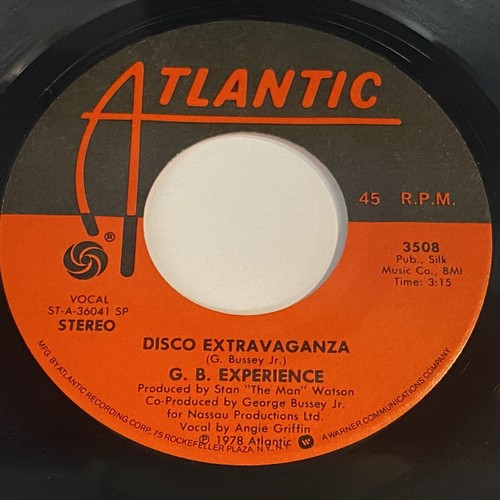 ATLANTIC
45 R.P.M.
®
3508
Pub., Silk
Music Co., BMI
Time: 3:15
VOCAL
ST-A-36041 SP
STEREO
DISCO EXTRAVAGANZA
(G. Bussey Jr.)
G. B. EXPERIENCE
Produced by Stan "The Man" Watson
Co-Produced by George Bussey Jr.
for Nassau Productions Ltd.
Vocal by Angie Griffin
℗ 1978 Atlantic
MFG. BY ATLANTIC RECORDING CORP. 75 ROCKEFELLER PLAZA, N.Y. N.Y.
A WARNER COMMUNICATIONS COMPANY